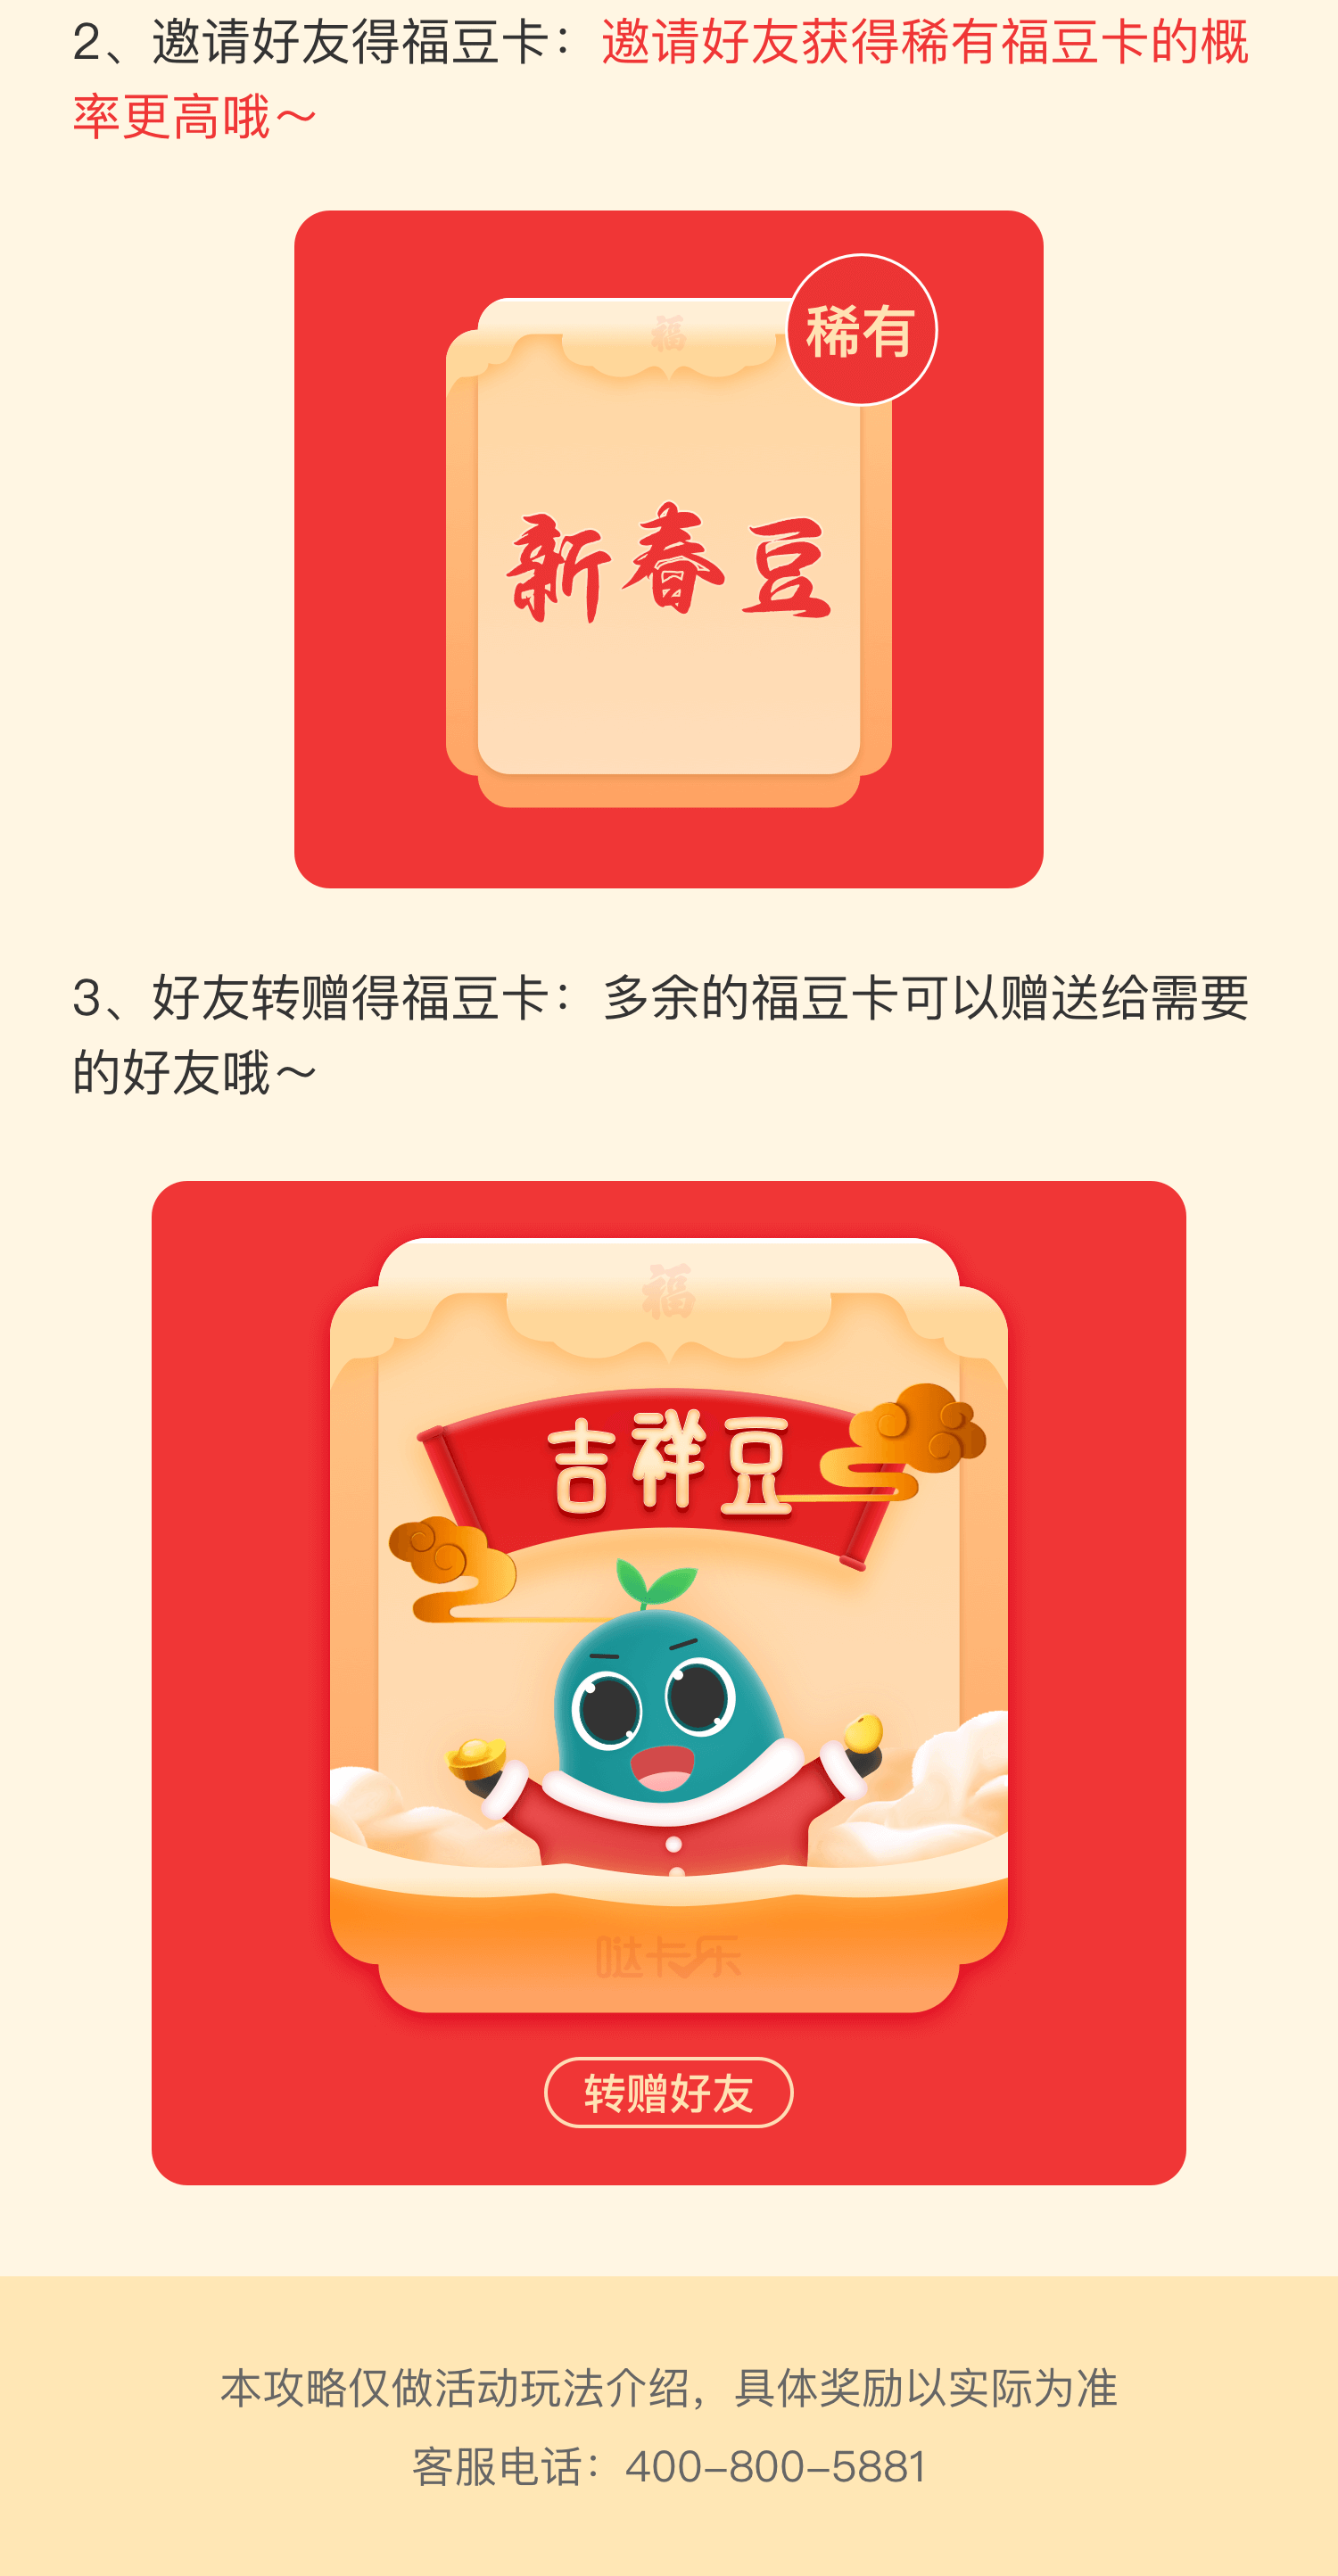 2、邀请好友得福豆卡：邀请好友获得稀有福豆卡的概
率更高哦～
福
稀有
新春豆
3、好友转赠得福豆卡：多余的福豆卡可以赠送给需要
的好友哦～
福
吉祥豆
哒卡乐
转赠好友
本攻略仅做活动玩法介绍，具体奖励以实际为准
客服电话：400-800-5881